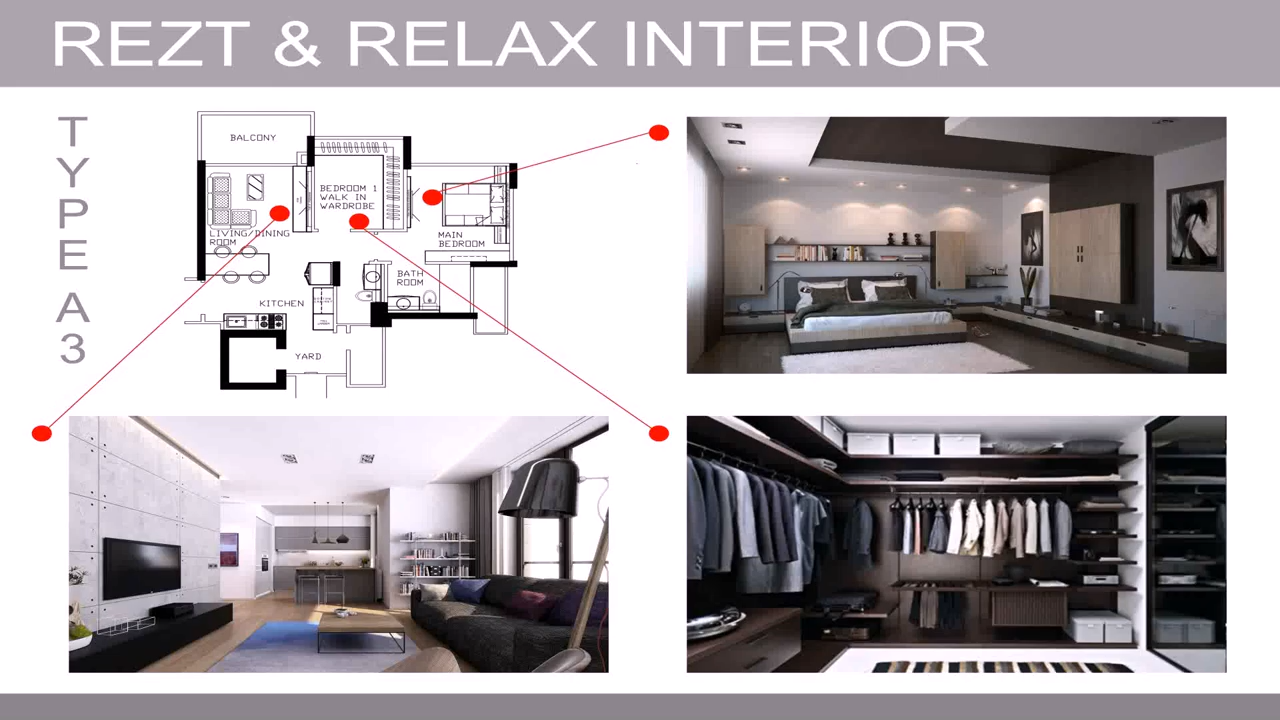 REZT & RELAX INTERIOR
TYPE A3
BALCONY
BEDROOM 1
WALK IN
WARDROBE
LIVING/DINING
ROOM
MAIN
BEDROOM
BATH
ROOM
KITCHEN
YARD